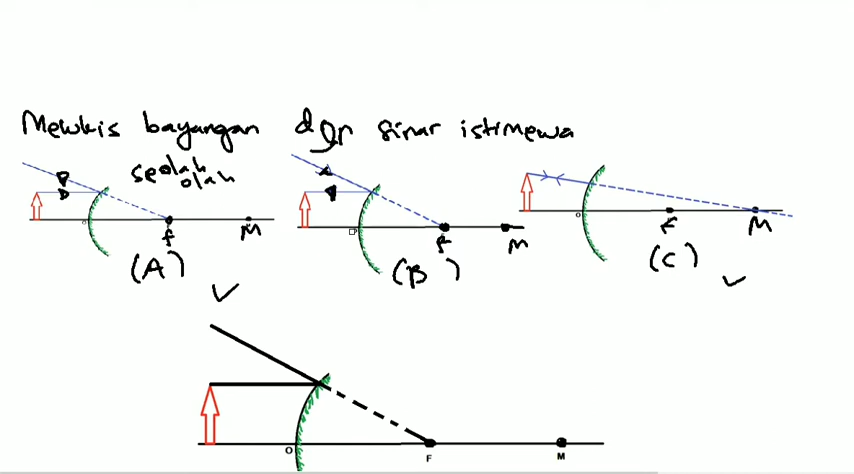 Melukis bayangan dgn sinar istimewa
seolah
olah
f M
(A)
F M
(B)
O F M
(C)
O F M